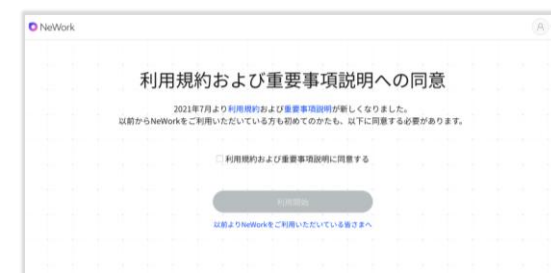 NeWork
利用規約および重要事項説明への同意
2021年7月より利用規約および重要事項説明が新しくなりました。
以前からNeWorkをご利用いただいている方も初めてのかたも、以下に同意する必要があります。
利用規約および重要事項説明に同意する
利用開始
以前よりNeWorkをご利用いただいている皆さまへ